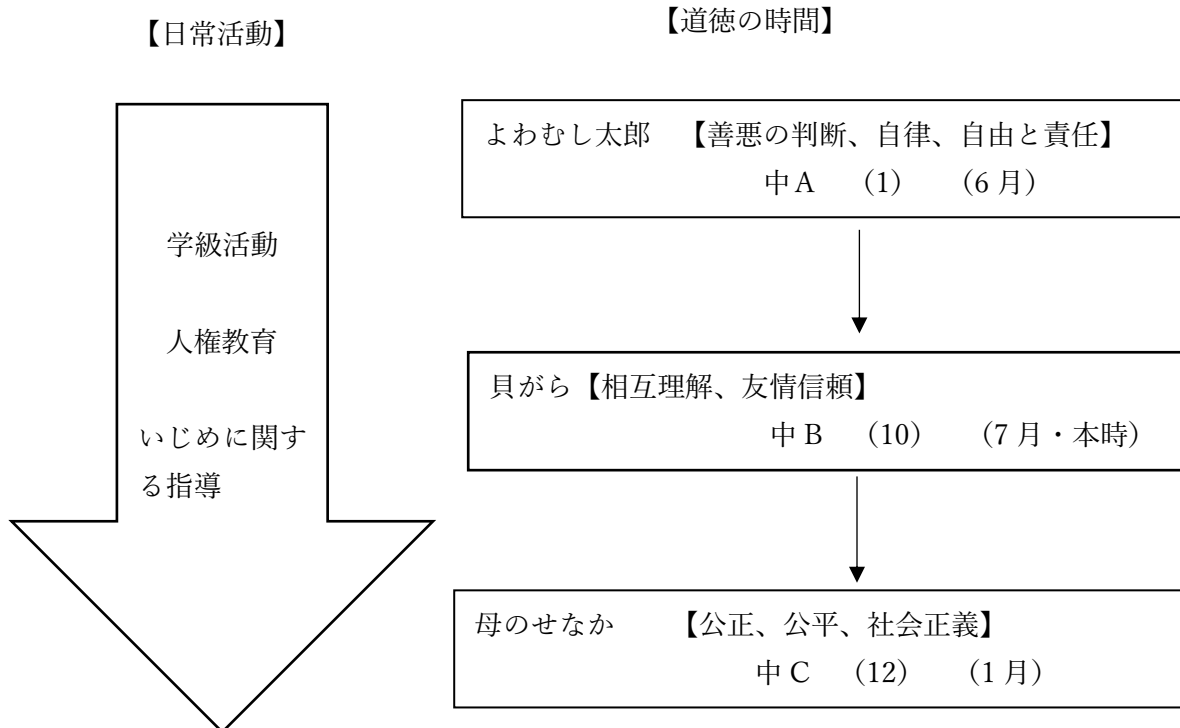 【日常活動】
【道徳の時間】
学級活動
人権教育
いじめに関す
る指導
よわむし太郎 【善悪の判断、自律、自由と責任】
中A (1) (6月)
貝がら【相互理解、友情信頼】
中B (10) (7月・本時)
母のせなか 【公正、公平、社会正義】
中C (12) (1月)